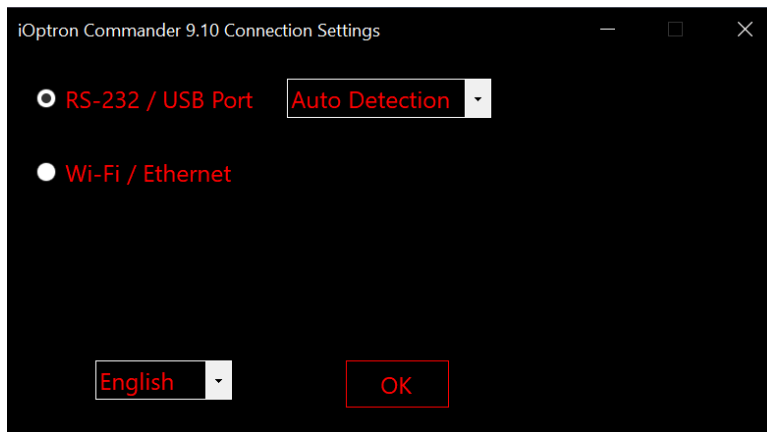 iOptron Commander 9.10 Connection Settings
RS-232 / USB Port Auto Detection
Wi-Fi / Ethernet
English OK